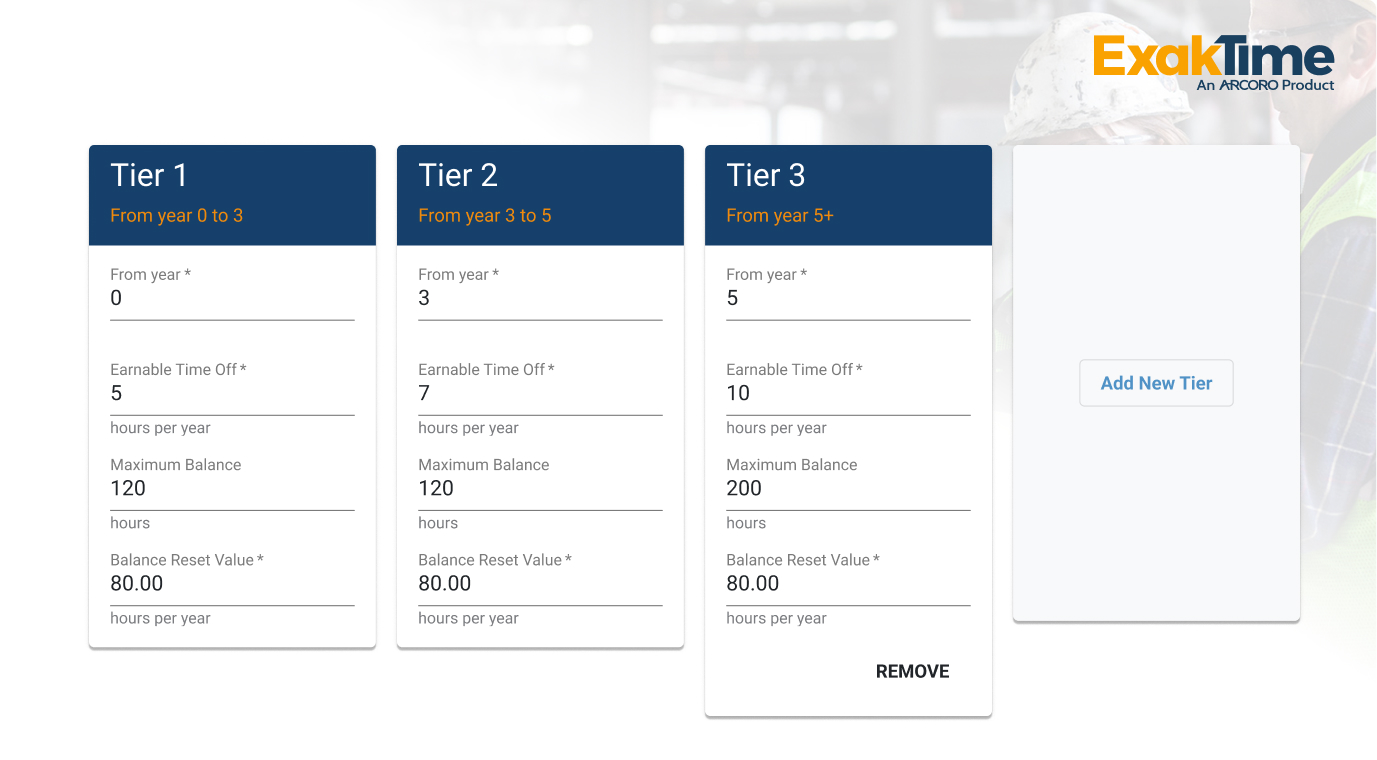 ExakTime
An ARCORO Product
Tier 1
From year 0 to 3
From year *
0
Earnable Time Off *
5
hours per year
Maximum Balance
120
hours
Balance Reset Value *
80.00
hours per year
Tier 2
From year 3 to 5
From year *
3
Earnable Time Off *
7
hours per year
Maximum Balance
120
hours
Balance Reset Value *
80.00
hours per year
Tier 3
From year 5+
From year *
5
Earnable Time Off *
10
hours per year
Maximum Balance
200
hours
Balance Reset Value *
80.00
hours per year
REMOVE
Add New Tier